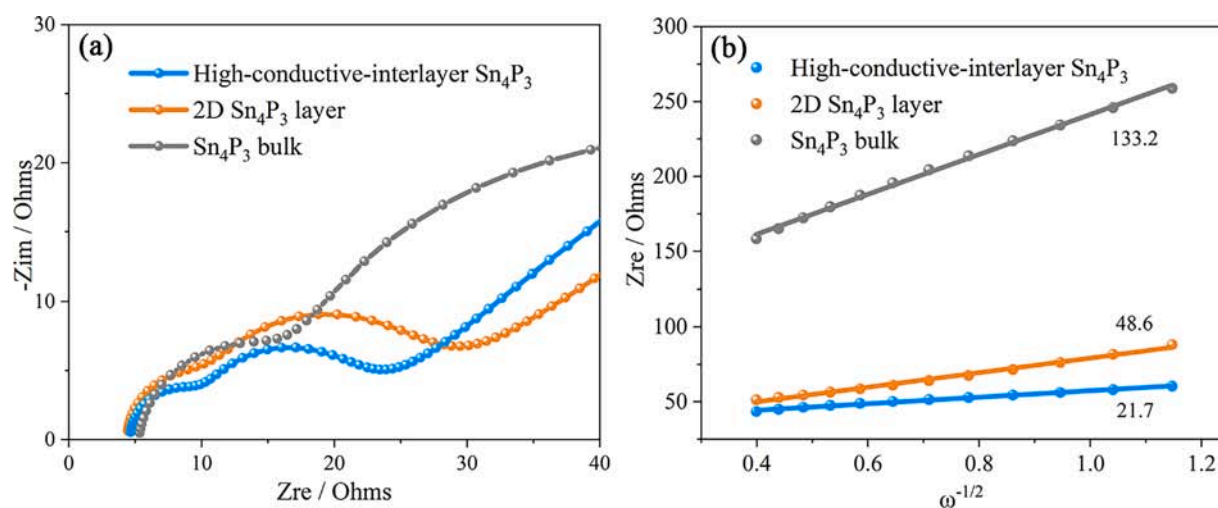 (a)
30
20
10
0
-Zim / Ohms
High-conductive-interlayer Sn₄P₃
2D Sn₄P₃ layer
Sn₄P₃ bulk
0 10 20 30 40
Zre / Ohms
(b)
300
250
200
150
100
50
Zre / Ohms
High-conductive-interlayer Sn₄P₃
2D Sn₄P₃ layer
Sn₄P₃ bulk
133.2
48.6
21.7
0.4 0.6 0.8 1.0 1.2
ω⁻¹/²